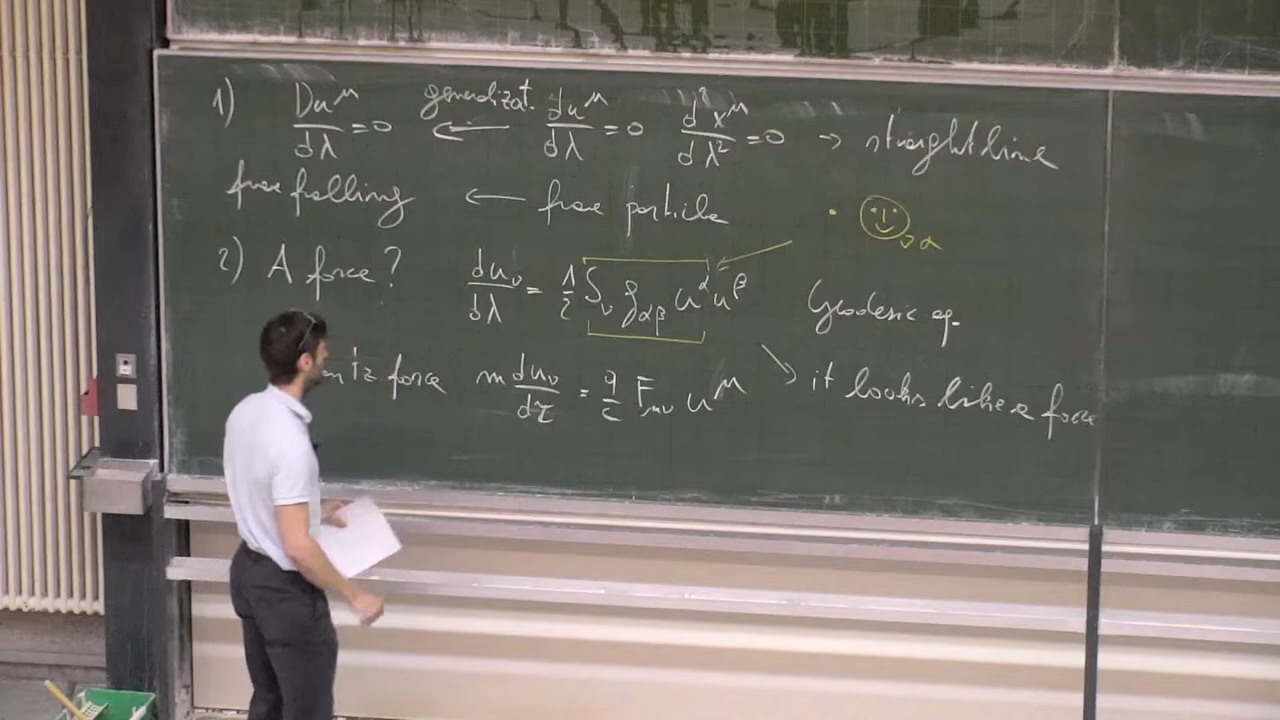 1) Du^μ/dλ = 0 generalizat. ← du^μ/dλ = 0 d²x^μ/dλ² = 0 → straight line
free falling ← free particle
2) A force? du_ν/dλ = 1/2 ∂_ν g_αβ u^α u^β Geodesic eq.
force m du_ν/dτ = q/c F_μν u^μ ↘ it looks like a force